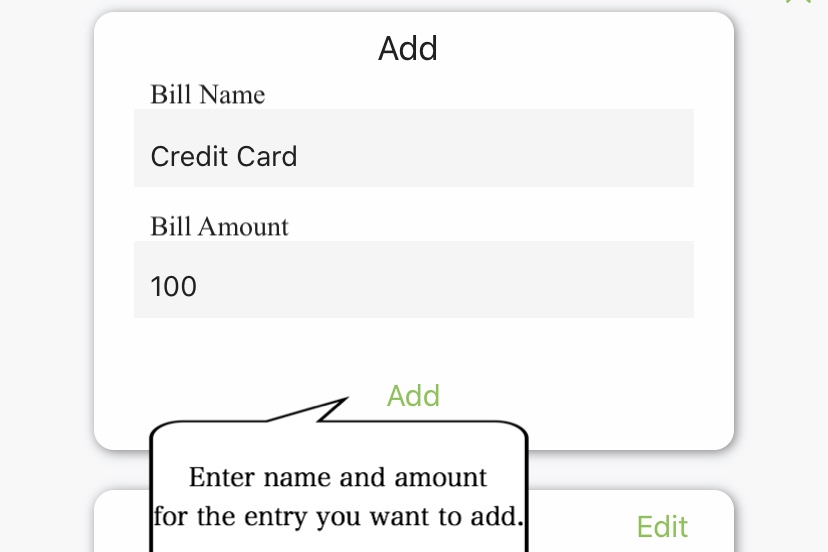 Add
Bill Name
Credit Card
Bill Amount
100
Add
Enter name and amount
for the entry you want to add.
Edit